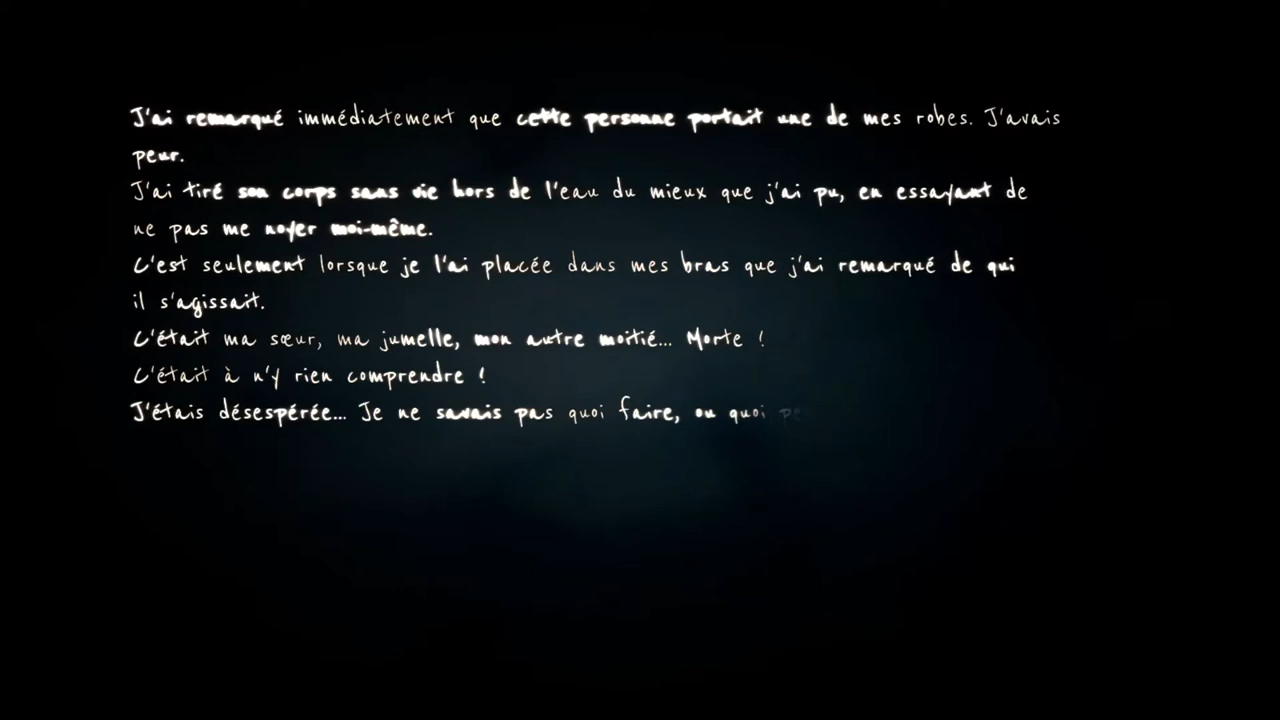 J'ai remarqué immédiatement que cette personne portait une de mes robes. J'avais
peur.
J'ai tiré son corps sans vie hors de l'eau du mieux que j'ai pu, en essayant de
ne pas me noyer moi-même.
C'est seulement lorsque je l'ai placée dans mes bras que j'ai remarqué de qui
il s'agissait.
C'était ma sœur, ma jumelle, mon autre moitié... Morte !
C'était à n'y rien comprendre !
J'étais désespérée... Je ne savais pas quoi faire, ou quoi